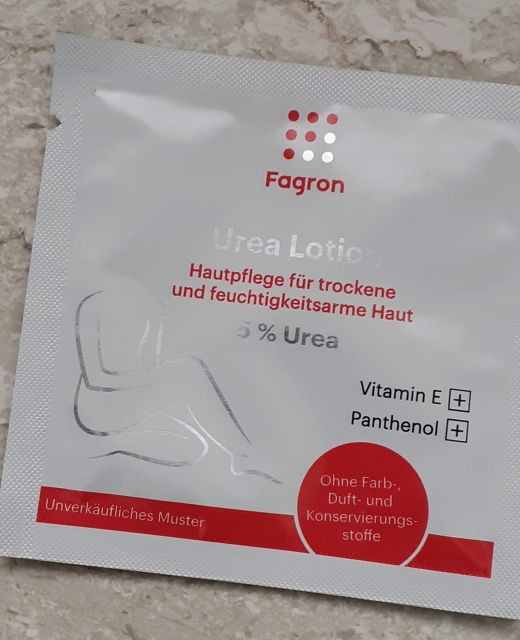 Fagron
Urea Lotion
Hautpflege für trockene
und feuchtigkeitsarme Haut
5 % Urea
Vitamin E +
Panthenol +
Ohne Farb-,
Duft- und
Konservierungs-
stoffe
Unverkäufliches Muster